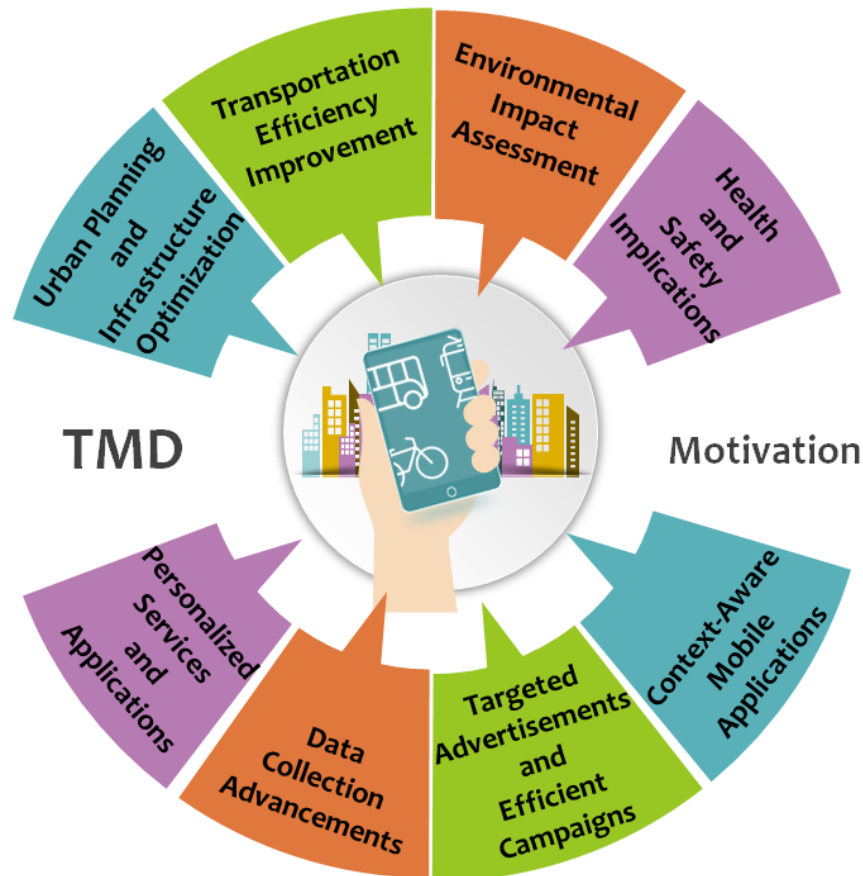 Urban Planning
and
Infrastructure
Optimization
Transportation
Efficiency
Improvement
Environmental
Impact
Assessment
Health
and
Safety
Implications
TMD
Motivation
Personalized
Services
and
Applications
Data
Collection
Advancements
Targeted
Advertisements
and
Efficient
Campaigns
Context-Aware
Mobile
Applications